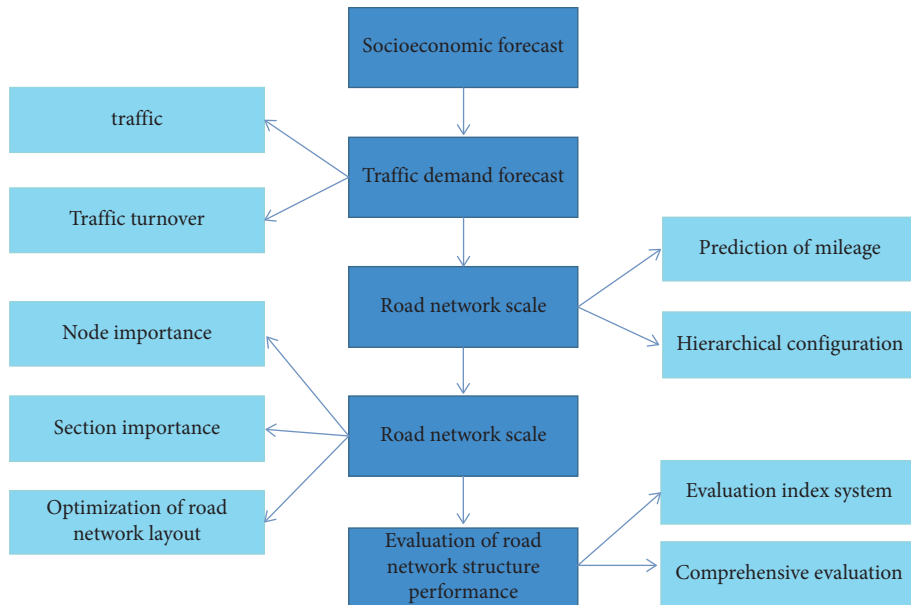 Socioeconomic forecast
traffic
Traffic demand forecast
Traffic turnover
Prediction of mileage
Road network scale
Node importance
Hierarchical configuration
Section importance
Road network scale
Evaluation index system
Optimization of road
network layout
Evaluation of road
network structure
performance
Comprehensive evaluation